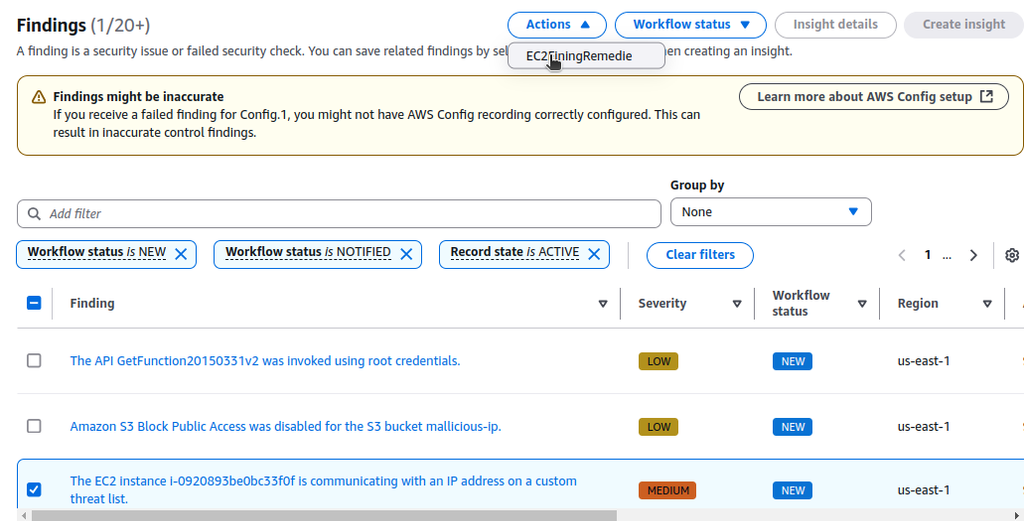 Findings (1/20+)
Actions
Workflow status
Insight details
Create insight
A finding is a security issue or failed security check. You can save related findings by sel
en creating an insight.
Findings might be inaccurate
If you receive a failed finding for Config.1, you might not have AWS Config recording correctly configured. This can
result in inaccurate control findings.
Learn more about AWS Config setup
Group by
Add filter
None
Workflow status is NEW
Workflow status is NOTIFIED
Record state is ACTIVE
Clear filters
1 ...
Finding
Severity
Workflow
status
Region
The API GetFunction20150331v2 was invoked using root credentials.
LOW
NEW
us-east-1
Amazon S3 Block Public Access was disabled for the S3 bucket mallicious-ip.
LOW
NEW
us-east-1
The EC2 instance i-0920893be0bc33f0f is communicating with an IP address on a custom
threat list.
MEDIUM
NEW
us-east-1